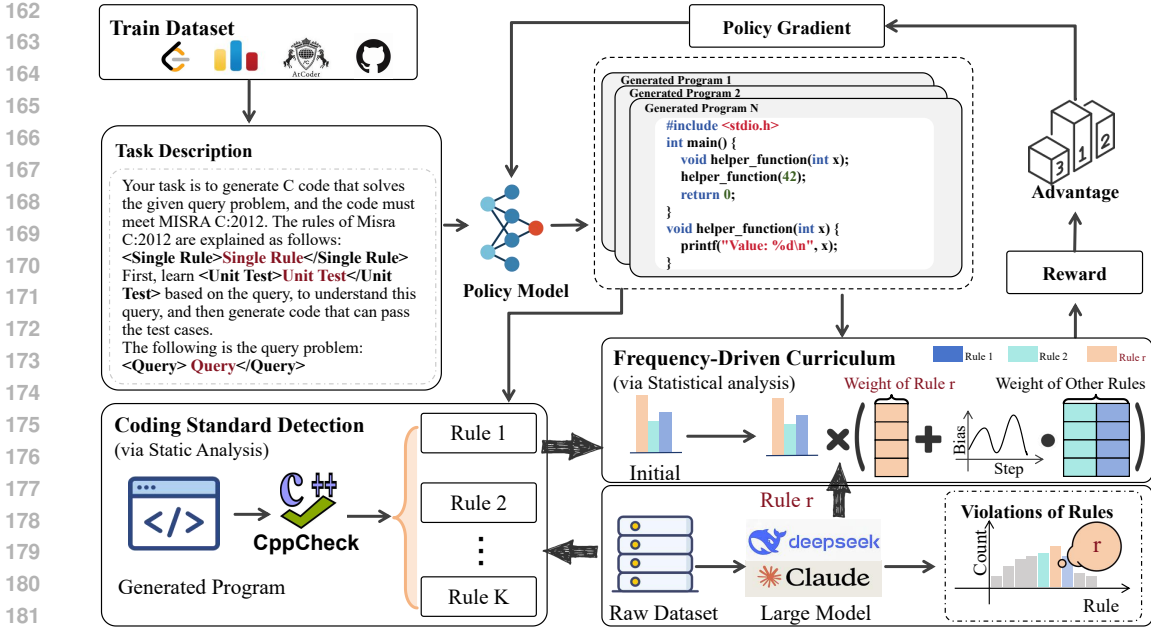 162
163
164
165
166
167
168
169
170
171
172
173
174
175
176
177
178
179
180
181
Train Dataset
AtCoder
Task Description
Your task is to generate C code that solves
the given query problem, and the code must
meet MISRA C:2012. The rules of Misra
C:2012 are explained as follows:
<Single Rule>Single Rule</Single Rule>
First, learn <Unit Test>Unit Test</Unit
Test> based on the query, to understand this
query, and then generate code that can pass
the test cases.
The following is the query problem:
<Query> Query</Query>
Policy Gradient
Policy Model
Generated Program 1
Generated Program 2
Generated Program N
#include <stdio.h>
int main() {
void helper_function(int x);
helper_function(42);
return 0;
}
void helper_function(int x) {
printf("Value: %d\n", x);
}
3 1 2
Advantage
Reward
Coding Standard Detection
(via Static Analysis)
</>
C++
CppCheck
Generated Program
Rule 1
Rule 2
⋮
Rule K
Frequency-Driven Curriculum
(via Statistical analysis)
Rule 1
Rule 2
Rule r
Weight of Rule r
Weight of Other Rules
Initial
Bias
Step
Rule r
Raw Dataset
deepseek
Claude
Large Model
Violations of Rules
Count
r
Rule